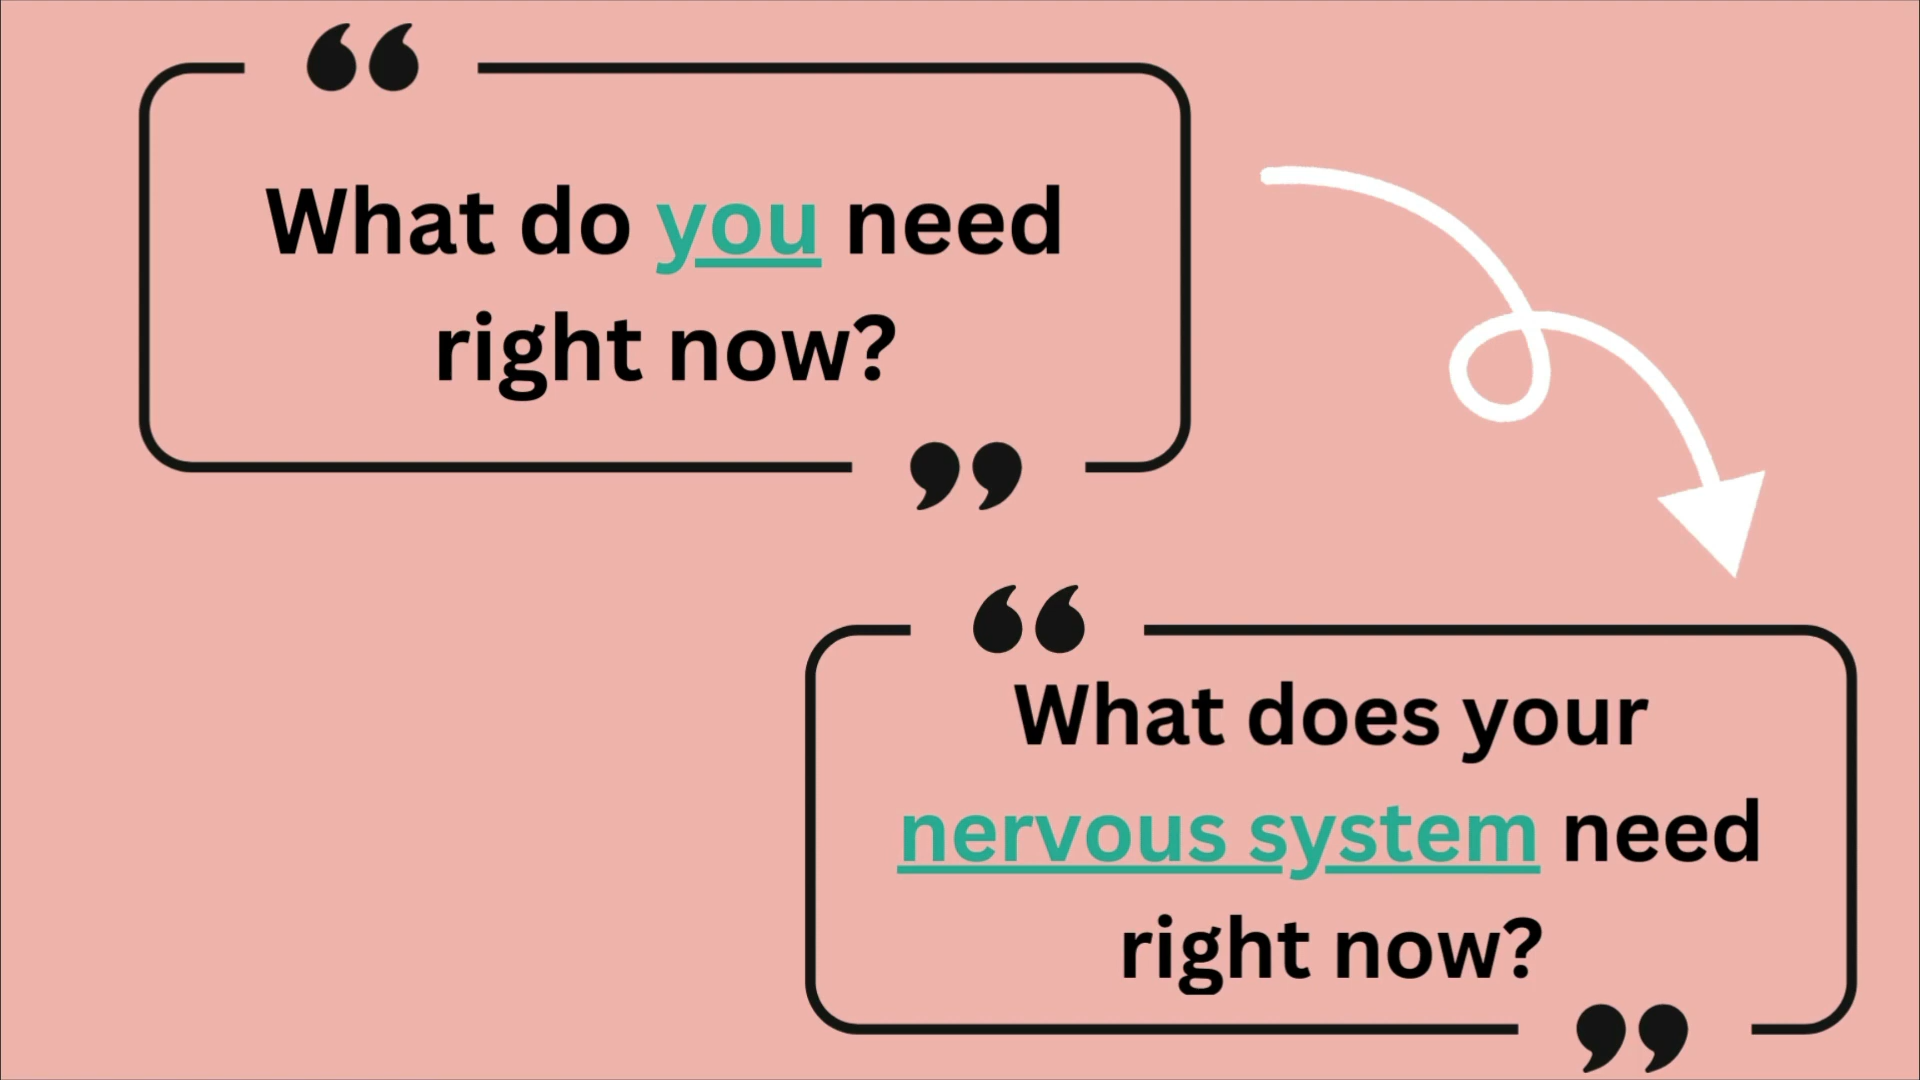 “
What do you need
right now?
”
“
What does your
nervous system need
right now?
”